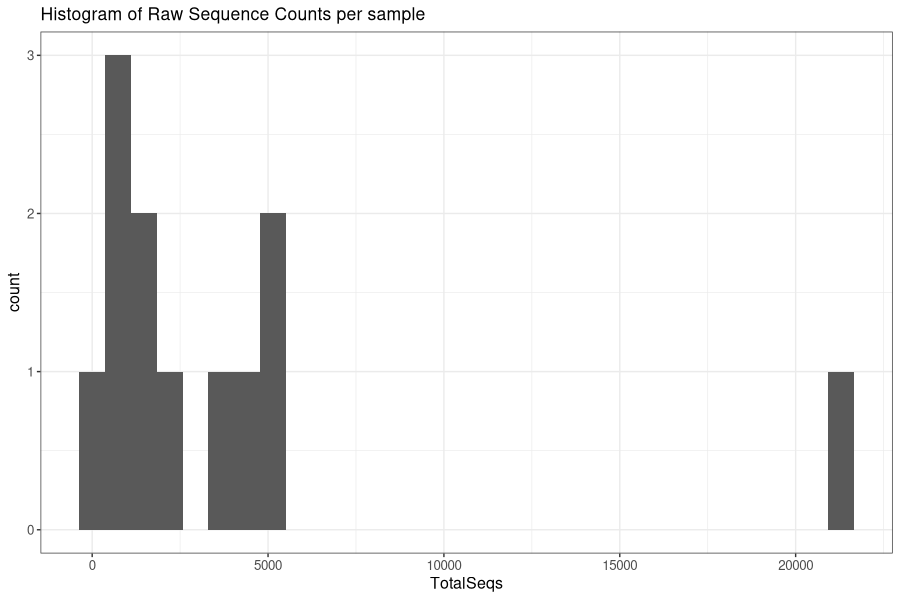 Histogram of Raw Sequence Counts per sample
3
2
1
0
count
0 5000 10000 15000 20000
TotalSeqs